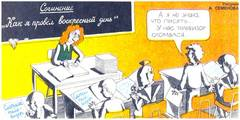 Рисунок
А. СЕМЕНОВА
Сочинение
"Как я провёл воскресный день"
А я не знаю,
что писать...
У нас телевизор
сломался.